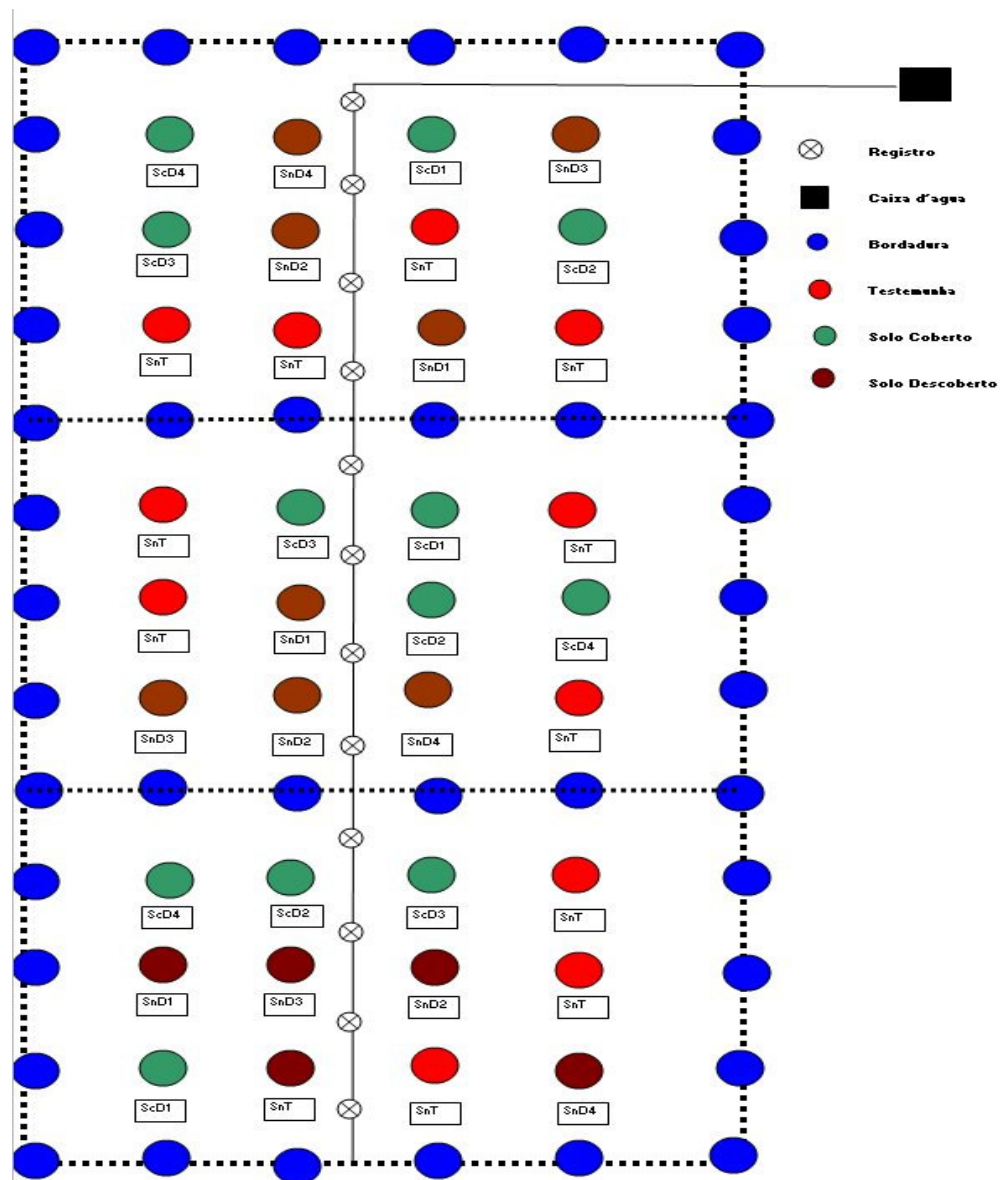 ScD4 SnD4 ScD1 SnD3
ScD3 SnD2 SnT ScD2
SnT SnT SnD1 SnT
SnT ScD3 ScD1 SnT
SnT SnD1 ScD2 ScD4
SnD3 SnD2 SnD4 SnT
ScD4 ScD2 ScD3 SnT
SnD1 SnD3 SnD2 SnT
ScD1 SnT SnT SnD4
Registro
Caixa d'agua
Bordadura
Testemunha
Solo Coberto
Solo Descoberto